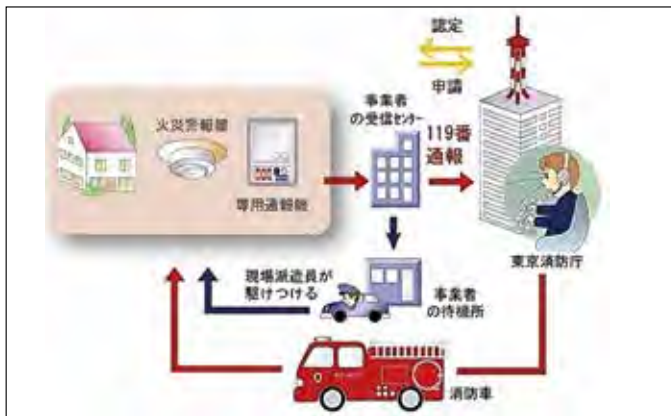 認定
申請
事業者
の受信センター
119番
通報
火災警報器
専用通報機
東京消防庁
現場派遣員が
駆けつける
事業者
の待機所
消防車